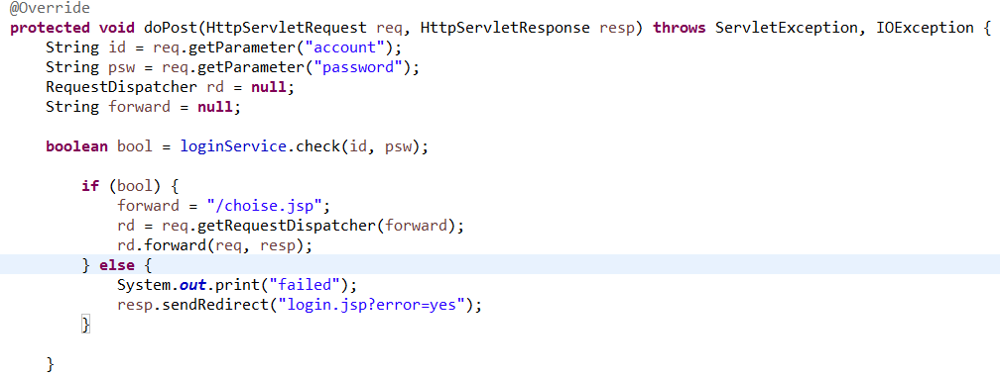 @Override
protected void doPost(HttpServletRequest req, HttpServletResponse resp) throws ServletException, IOException {
String id = req.getParameter("account");
String psw = req.getParameter("password");
RequestDispatcher rd = null;
String forward = null;
boolean bool = loginService.check(id, psw);
if (bool) {
forward = "/choise.jsp";
rd = req.getRequestDispatcher(forward);
rd.forward(req, resp);
} else {
System.out.print("failed");
resp.sendRedirect("login.jsp?error=yes");
}
}